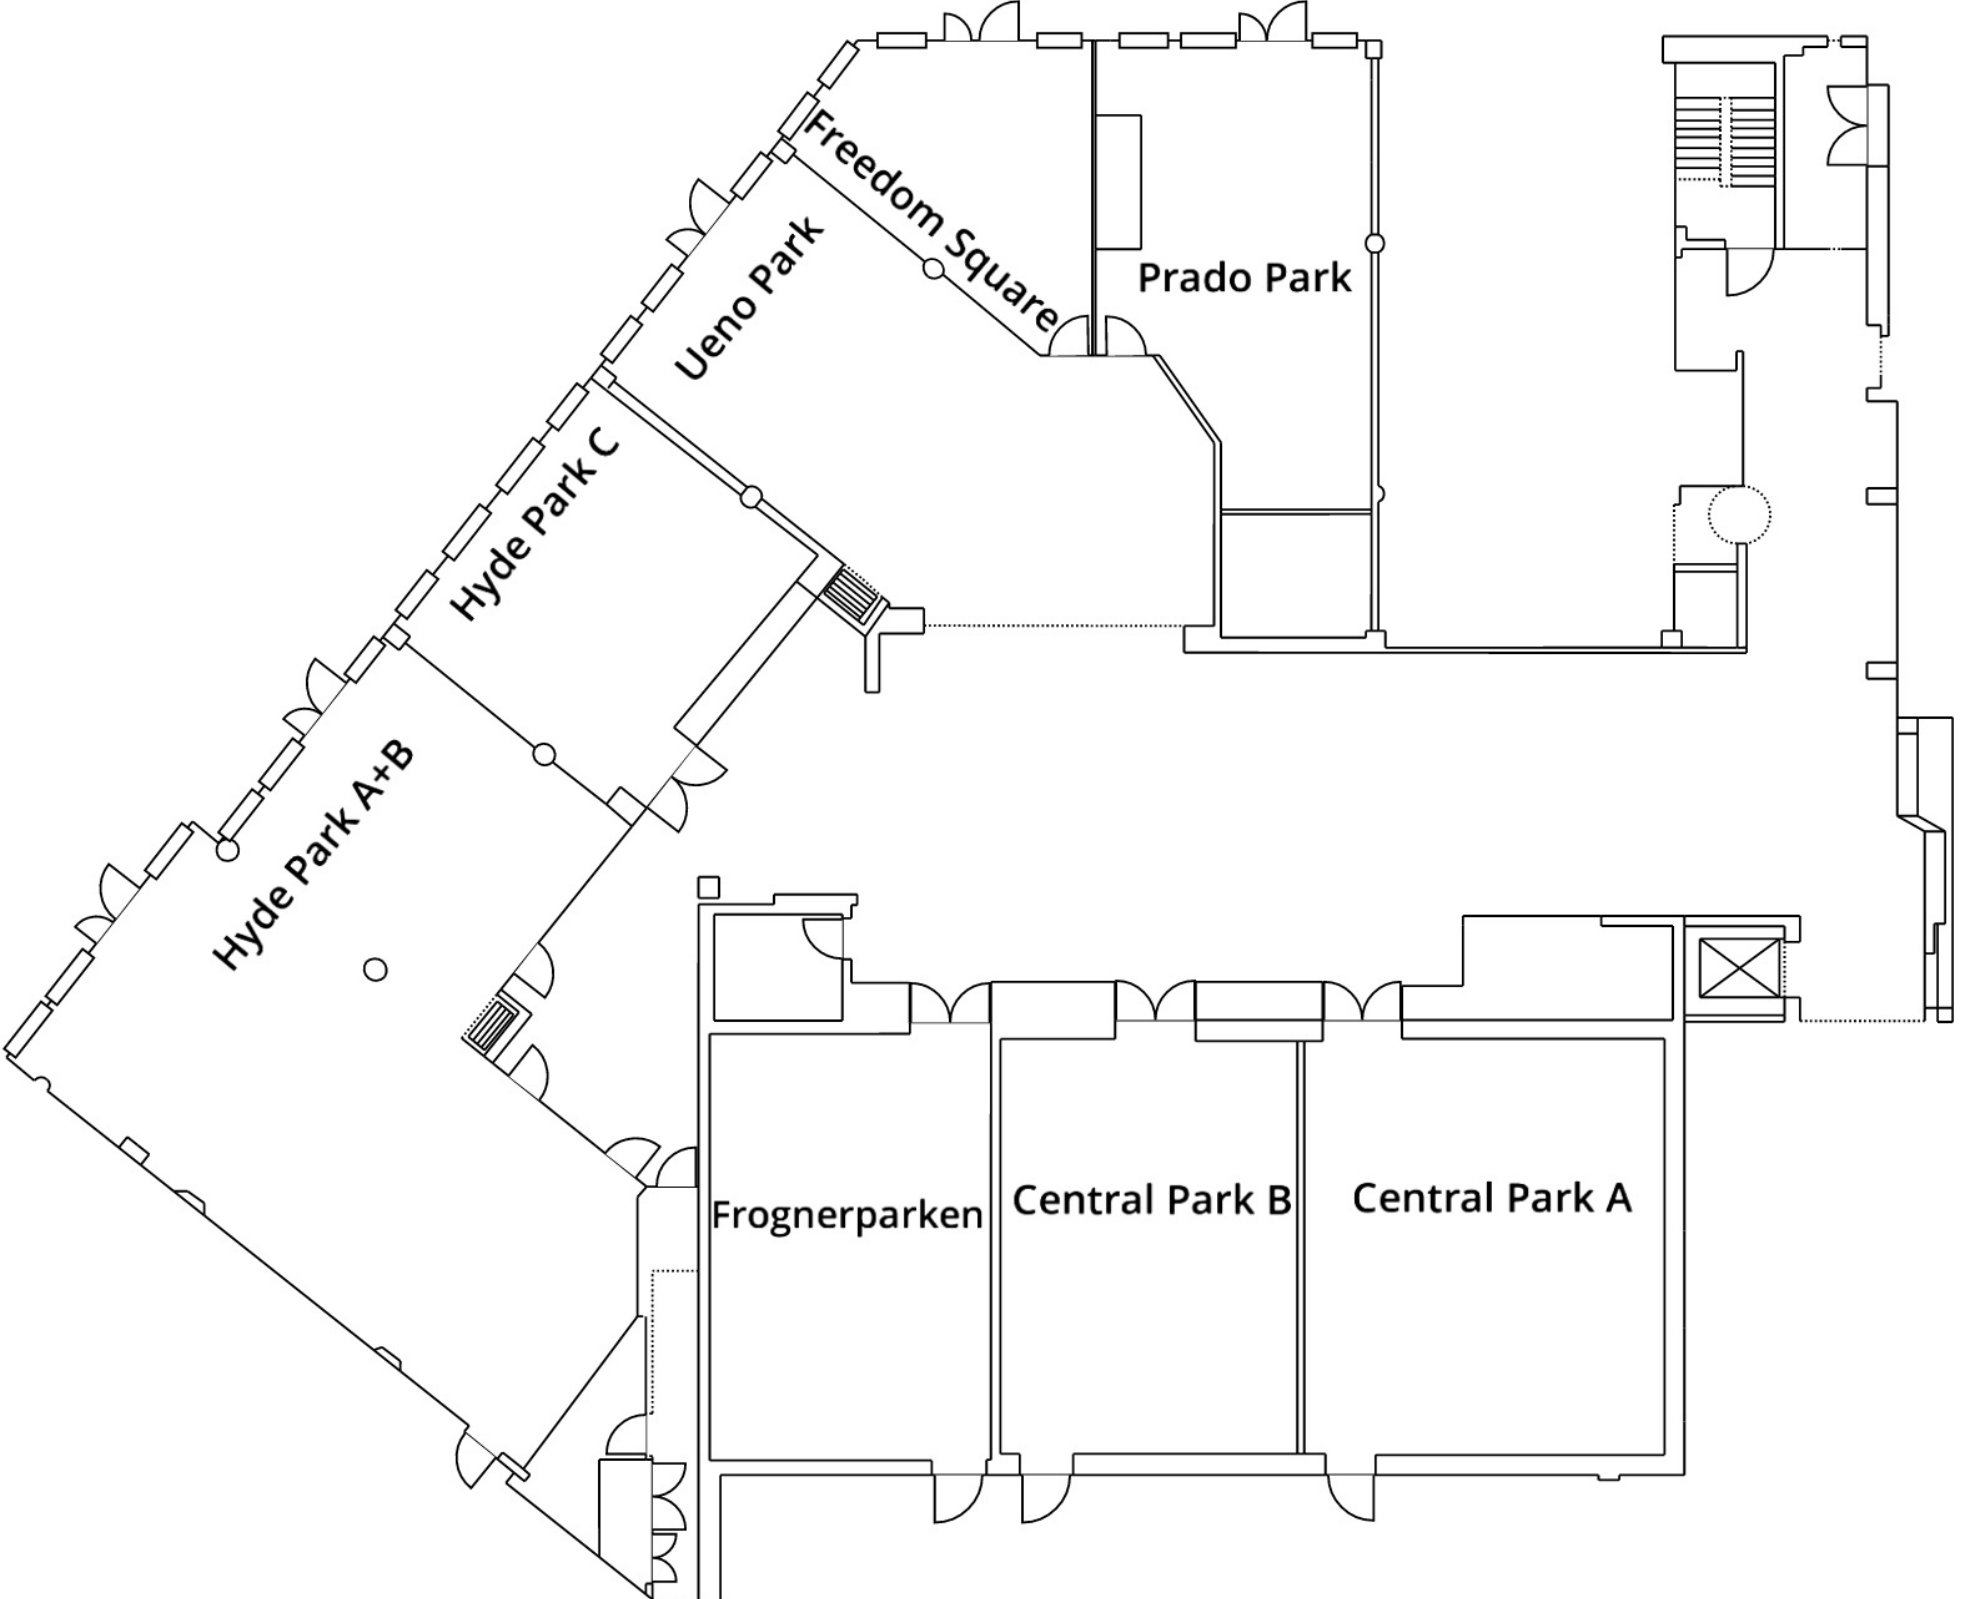 Freedom Square
Ueno Park
Prado Park
Hyde Park C
Hyde Park A+B
Frognerparken
Central Park B
Central Park A